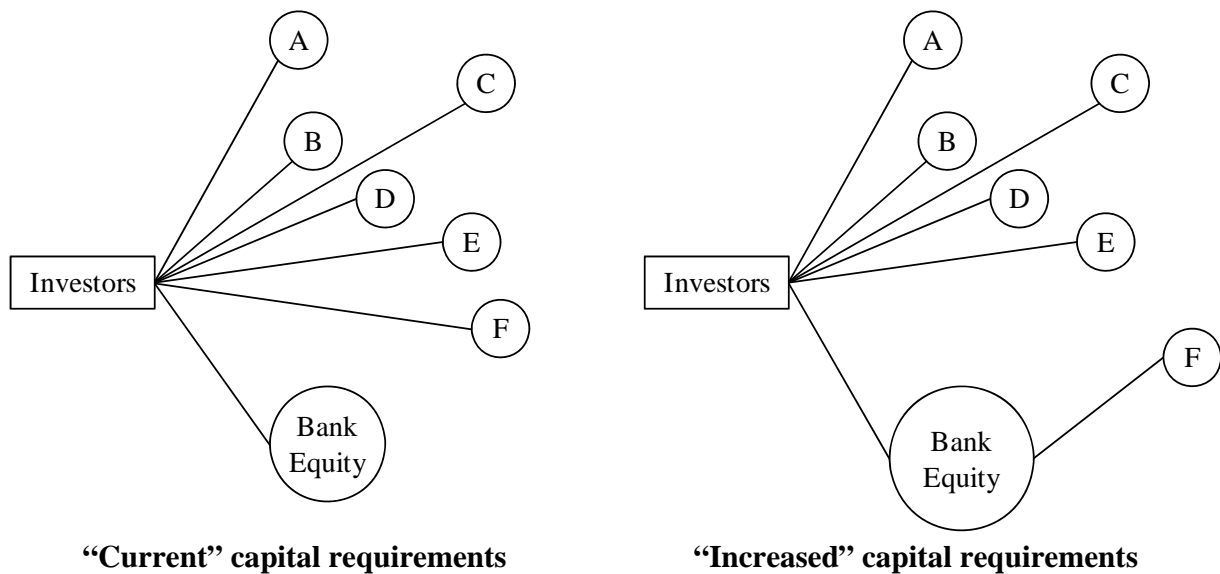 A
C
B
D
E
Investors
F
Bank
Equity
“Current” capital requirements
A
C
B
D
E
Investors
F
Bank
Equity
“Increased” capital requirements